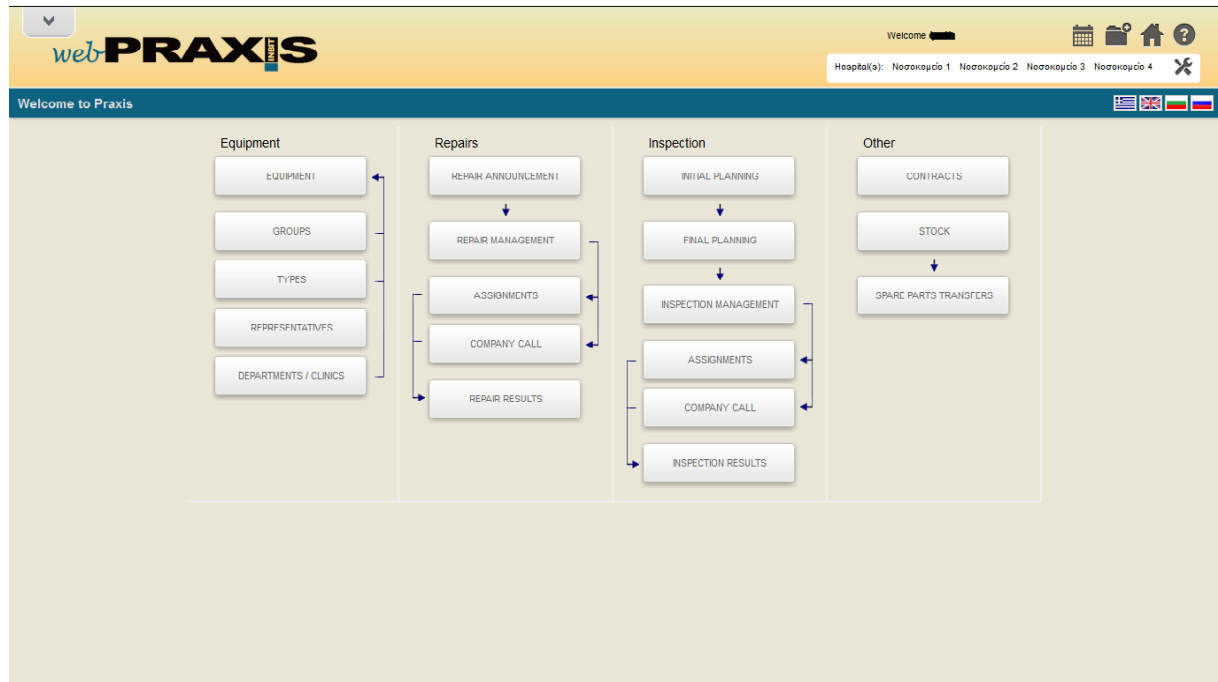 web PRAXIS INBIT
Welcome
Hospital(s): Νοσοκομείο 1 Νοσοκομείο 2 Νοσοκομείο 3 Νοσοκομείο 4
Welcome to Praxis
Equipment
EQUIPMENT
GROUPS
TYPES
REPRESENTATIVES
DEPARTMENTS / CLINICS
Repairs
REPAIR ANNOUNCEMENT
REPAIR MANAGEMENT
ASSIGNMENTS
COMPANY CALL
REPAIR RESULTS
Inspection
INITIAL PLANNING
FINAL PLANNING
INSPECTION MANAGEMENT
ASSIGNMENTS
COMPANY CALL
INSPECTION RESULTS
Other
CONTRACTS
STOCK
SPARE PARTS TRANSFERS